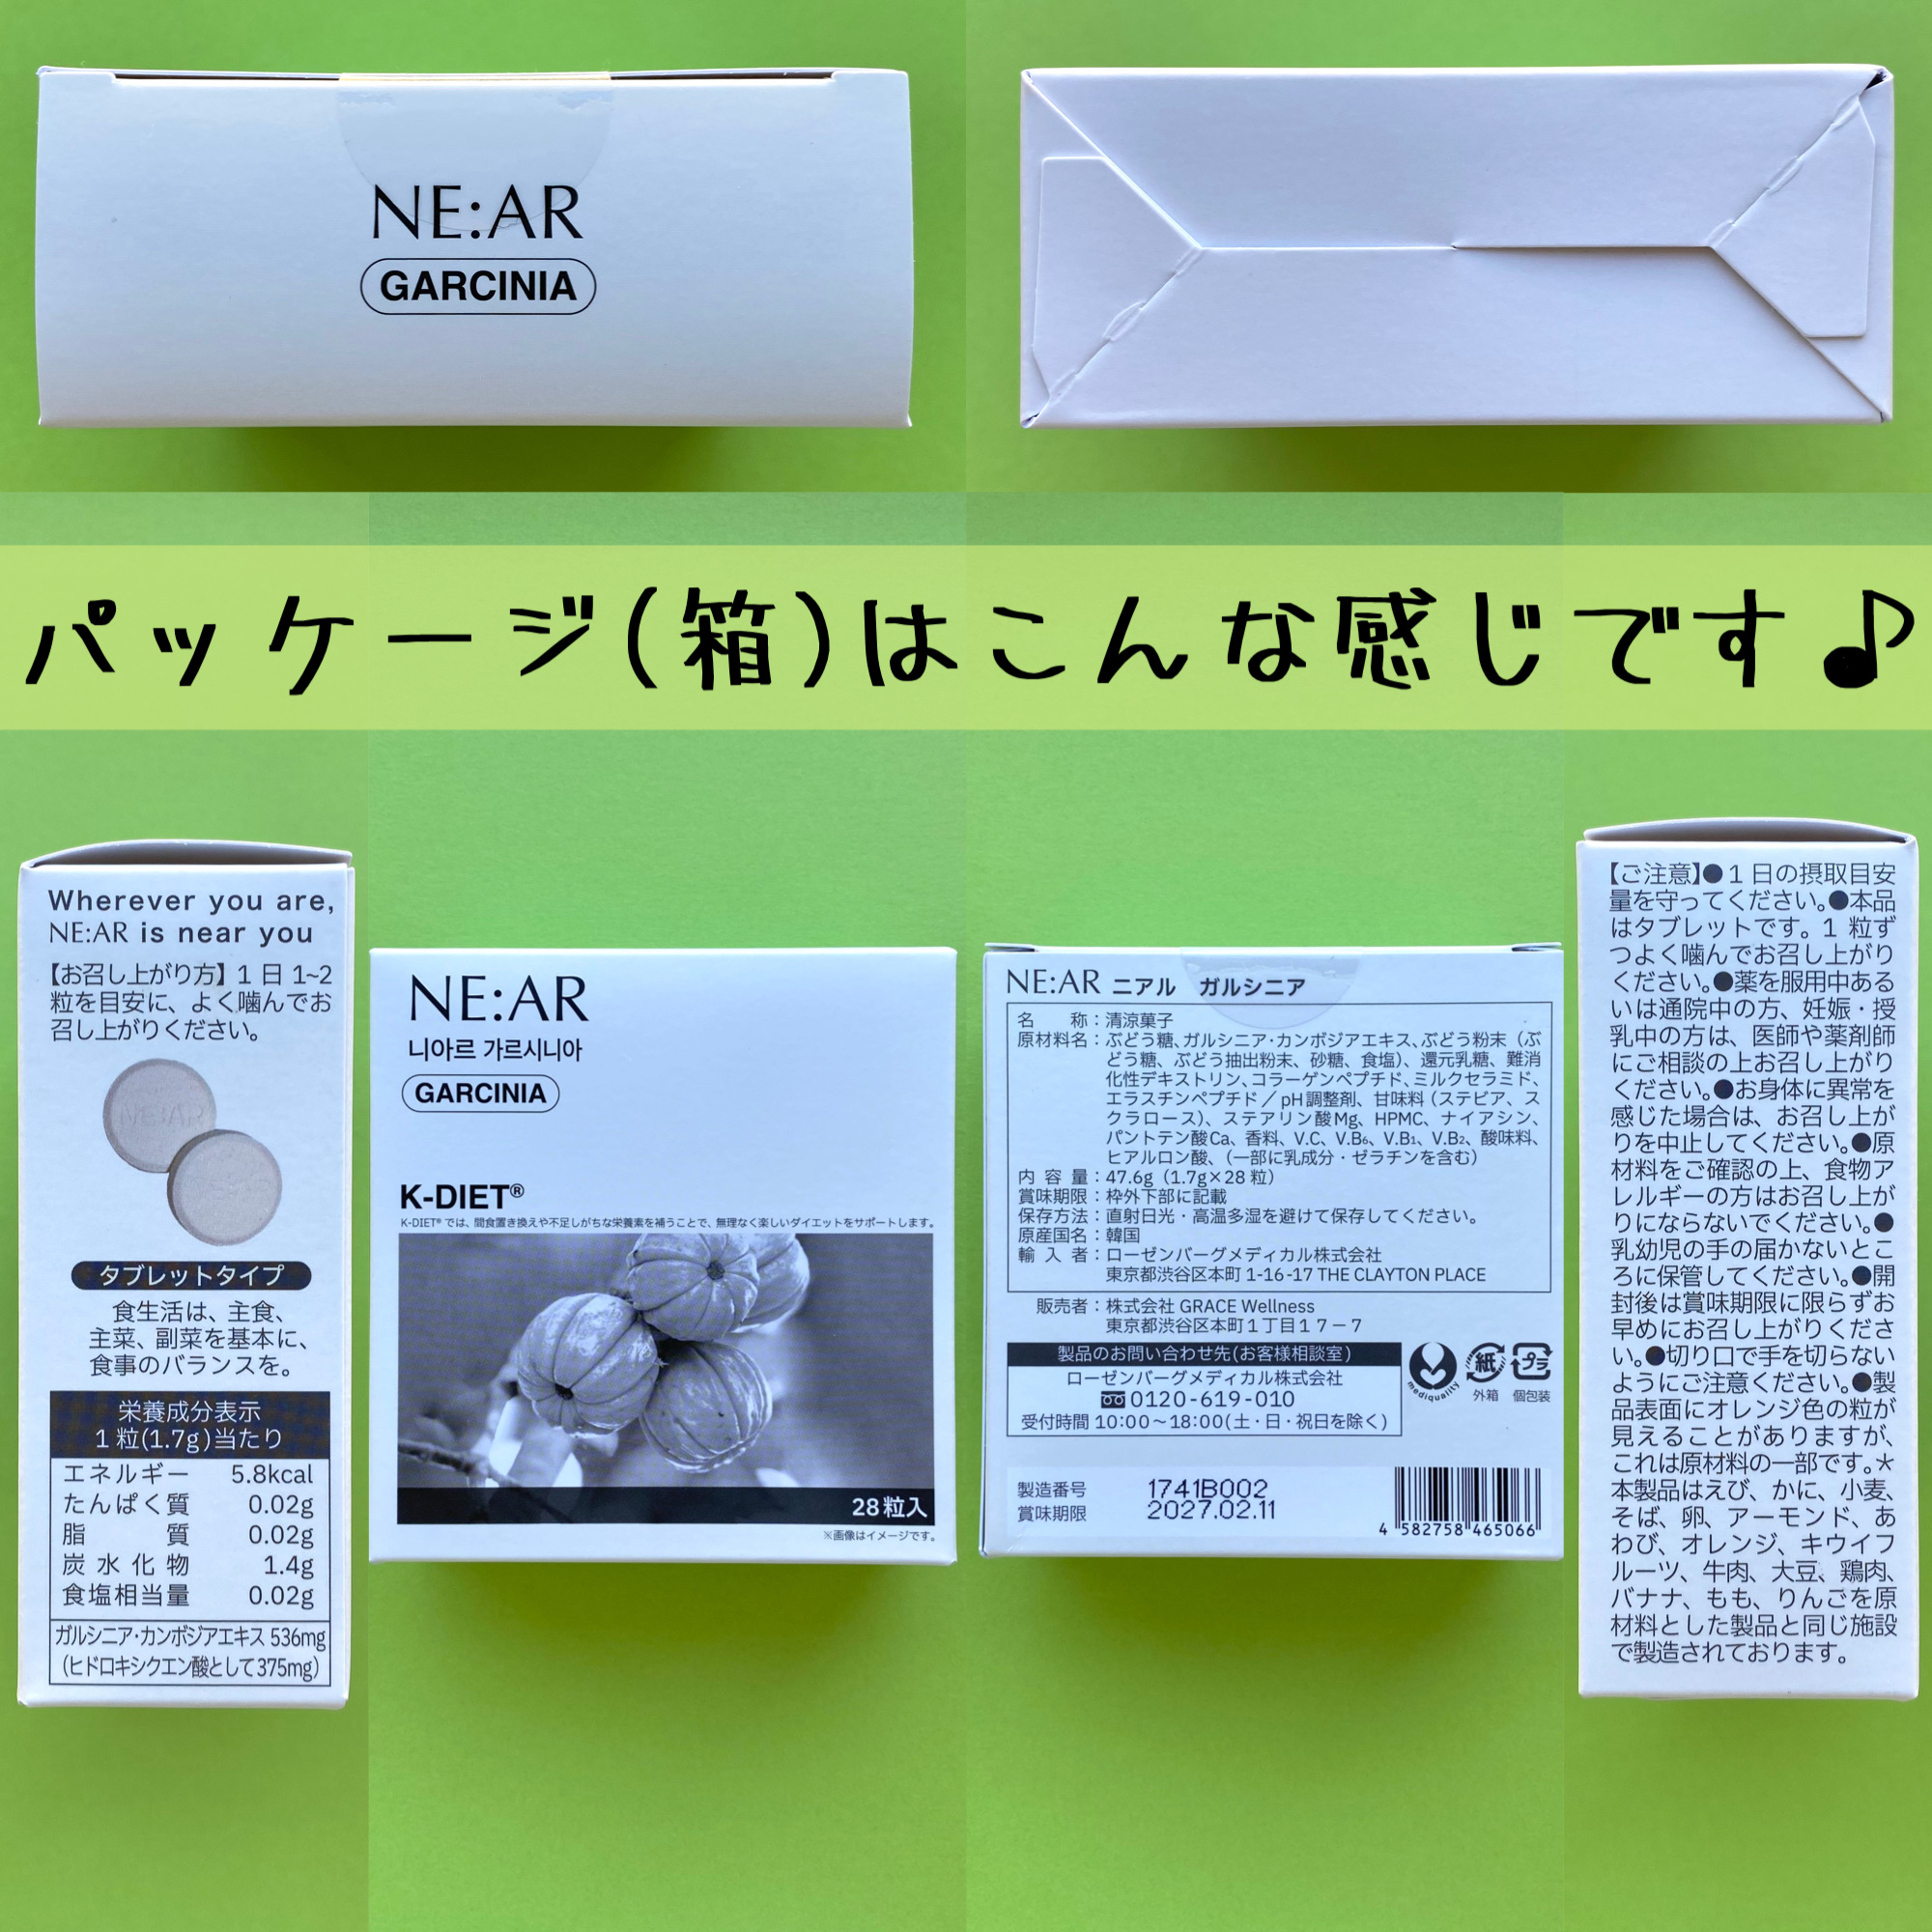 NE:AR
GARCINIA
パッケージ(箱)はこんな感じです♪
Wherever you are,
NE:AR is near you
【お召し上がり方】1日 1~2
粒を目安に、よく噛んでお
召し上がりください。
NE:AR
タブレットタイプ
食生活は、主食、
主菜、副菜を基本に、
食事のバランスを。
栄養成分表示
1粒(1.7g)当たり
エネルギー 5.8kcal
たんぱく質 0.02g
脂 質 0.02g
炭水化物 1.4g
食塩相当量 0.02g
ガルシニア・カンボジアエキス 536mg
(ヒドロキシクエン酸として375mg)
NE:AR
니아르 가르시니아
GARCINIA
K-DIET®
K-DIET®では、間食置き換えや不足しがちな栄養素を補うことで、無理なく楽しいダイエットをサポートします。
28粒入
※画像はイメージです。
NE:AR ニアル ガルシニア
名 称:清涼菓子
原材料名:ぶどう糖、ガルシニア・カンボジアエキス、ぶどう粉末(ぶ
どう糖、ぶどう抽出粉末、砂糖、食塩)、還元乳糖、難消
化性デキストリン、コラーゲンペプチド、ミルクセラミド、
エラスチンペプチド/pH調整剤、甘味料(ステビア、ス
クラロース)、ステアリン酸Mg、HPMC、ナイアシン、
パントテン酸Ca、香料、V.C、V.B6、V.B1、V.B2、酸味料、
ヒアルロン酸、(一部に乳成分・ゼラチンを含む)
内容量:47.6g(1.7g×28粒)
賞味期限:枠外下部に記載
保存方法:直射日光・高温多湿を避けて保存してください。
原産国名:韓国
輸入者:ローゼンバーグメディカル株式会社
東京都渋谷区本町1-16-17 THE CLAYTON PLACE
販売者:株式会社 GRACE Wellness
東京都渋谷区本町1丁目17-7
製品のお問い合わせ先(お客様相談室)
ローゼンバーグメディカル株式会社
0120-619-010
受付時間 10:00~18:00(土・日・祝日を除く)
mediquality
紙
外箱
プラ
個包装
製造番号 1741B002
賞味期限 2027.02.11
4 582758 465066
【ご注意】●1日の摂取目安
量を守ってください。●本品
はタブレットです。1粒ず
つよく噛んでお召し上がり
ください。●薬を服用中ある
いは通院中の方、妊娠・授
乳中の方は、医師や薬剤師
にご相談の上お召し上がり
ください。●お身体に異常を
感じた場合は、お召し上が
りを中止してください。●原
材料をご確認の上、食物ア
レルギーの方はお召し上が
りにならないでください。●
乳幼児の手の届かないとこ
ろに保管してください。●開
封後は賞味期限に限らずお
早めにお召し上がりくださ
い。●切り口で手を切らない
ようにご注意ください。●製
品表面にオレンジ色の粒が
見えることがありますが、
これは原材料の一部です。*
本製品はえび、かに、小麦、
そば、卵、アーモンド、あ
わび、オレンジ、キウイフ
ルーツ、牛肉、大豆、鶏肉、
バナナ、もも、りんごを原
材料とした製品と同じ施設
で製造されております。